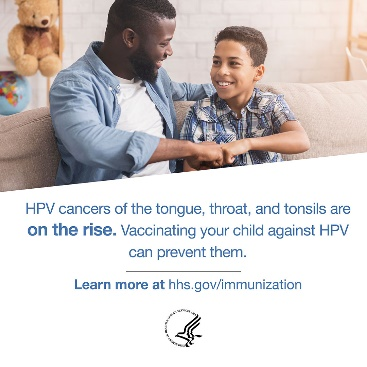 HPV cancers of the tongue, throat, and tonsils are
on the rise. Vaccinating your child against HPV
can prevent them.
Learn more at hhs.gov/immunization